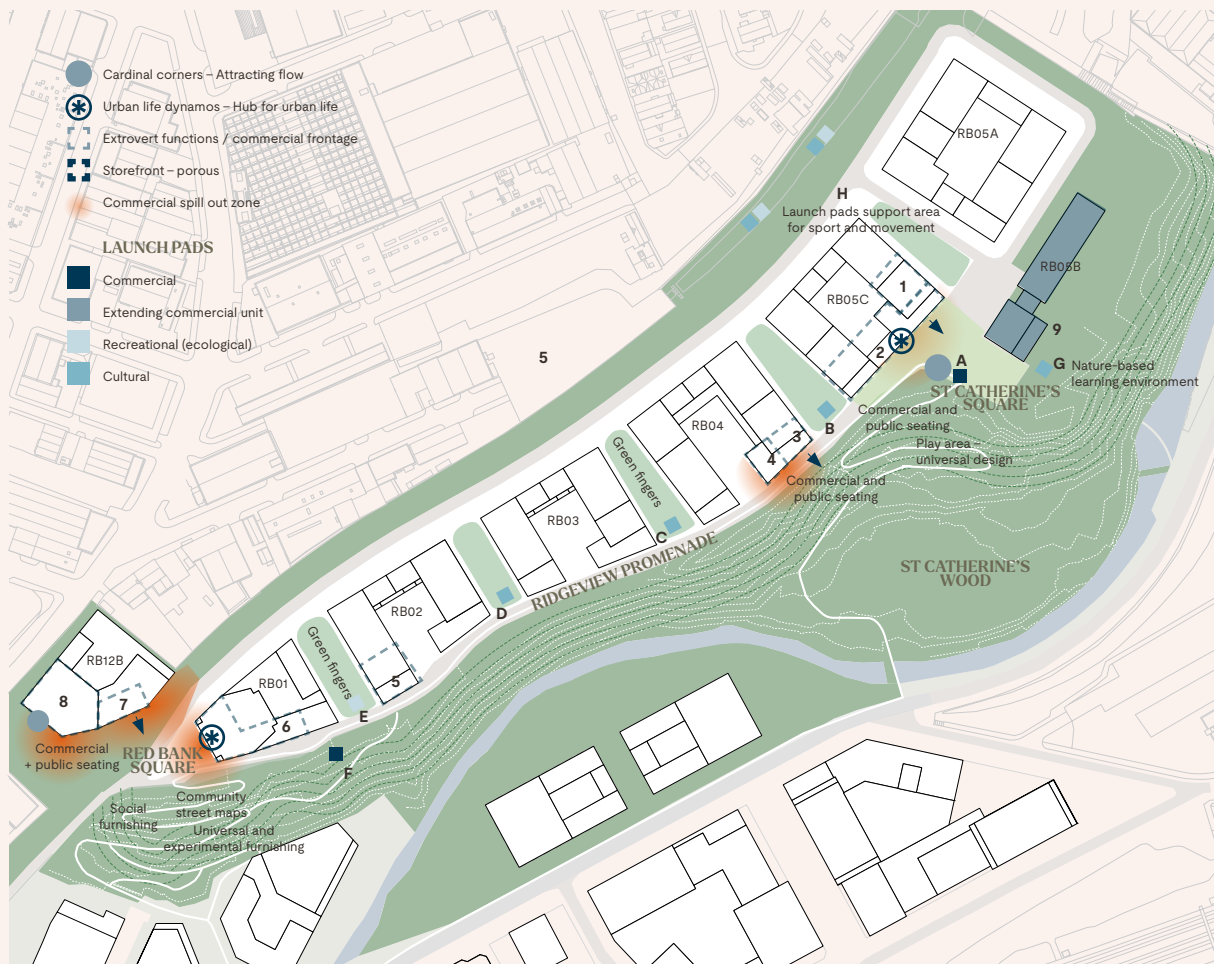 Cardinal corners – Attracting flow
Urban life dynamos – Hub for urban life
Extrovert functions / commercial frontage
Storefront – porous
Commercial spill out zone
LAUNCH PADS
Commercial
Extending commercial unit
Recreational (ecological)
Cultural
RB05A
H
Launch pads support area
for sport and movement
RB05B
1
RB05C
9
2
5
A
G
Nature-based
learning environment
ST CATHERINE'S
SQUARE
Commercial and
public seating
B
RB04
3
4
Play area –
universal design
Commercial and
public seating
Green fingers
RB03
C
RIDGEVIEW PROMENADE
ST CATHERINE'S
WOOD
RB02
D
Green fingers
5
E
RB12B
8
7
RB01
6
Commercial
+ public seating
RED BANK
SQUARE
F
Social
furnishing
Community
street maps
Universal and
experimental furnishing